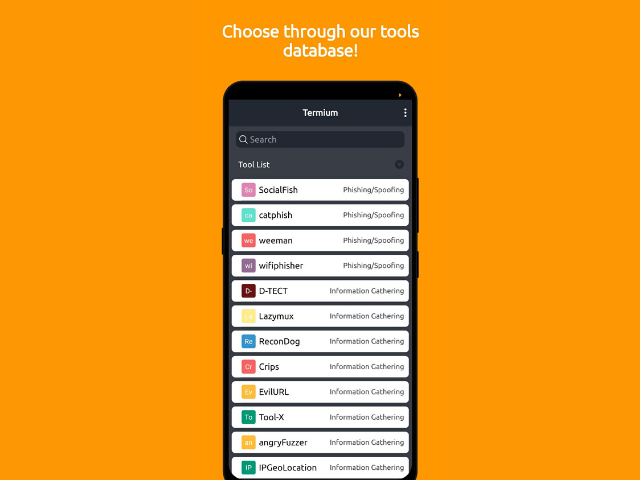 Choose through our tools
database!
Termium
Search
Tool List
So SocialFish Phishing/Spoofing
ca catphish Phishing/Spoofing
we weeman Phishing/Spoofing
wi wifiphisher Phishing/Spoofing
D- D-TECT Information Gathering
Lazymux Information Gathering
Re ReconDog Information Gathering
Cr Crips Information Gathering
Ev EvilURL Information Gathering
To Tool-X Information Gathering
an angryFuzzer Information Gathering
IP IPGeoLocation Information Gathering